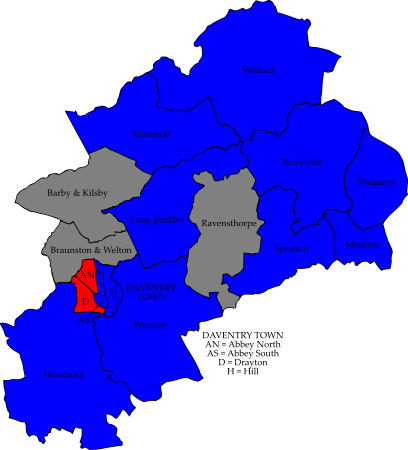 Welford
Yelvertoft
Brixworth
Walgrave
Barby & Kilsby
Long Buckby
Ravensthorpe
Braunston & Welton
Spratton
Moulton
AN
DAVENTRY
TOWN
H
D
AS
Weedon
Woodford
DAVENTRY TOWN
AN = Abbey North
AS = Abbey South
D = Drayton
H = Hill